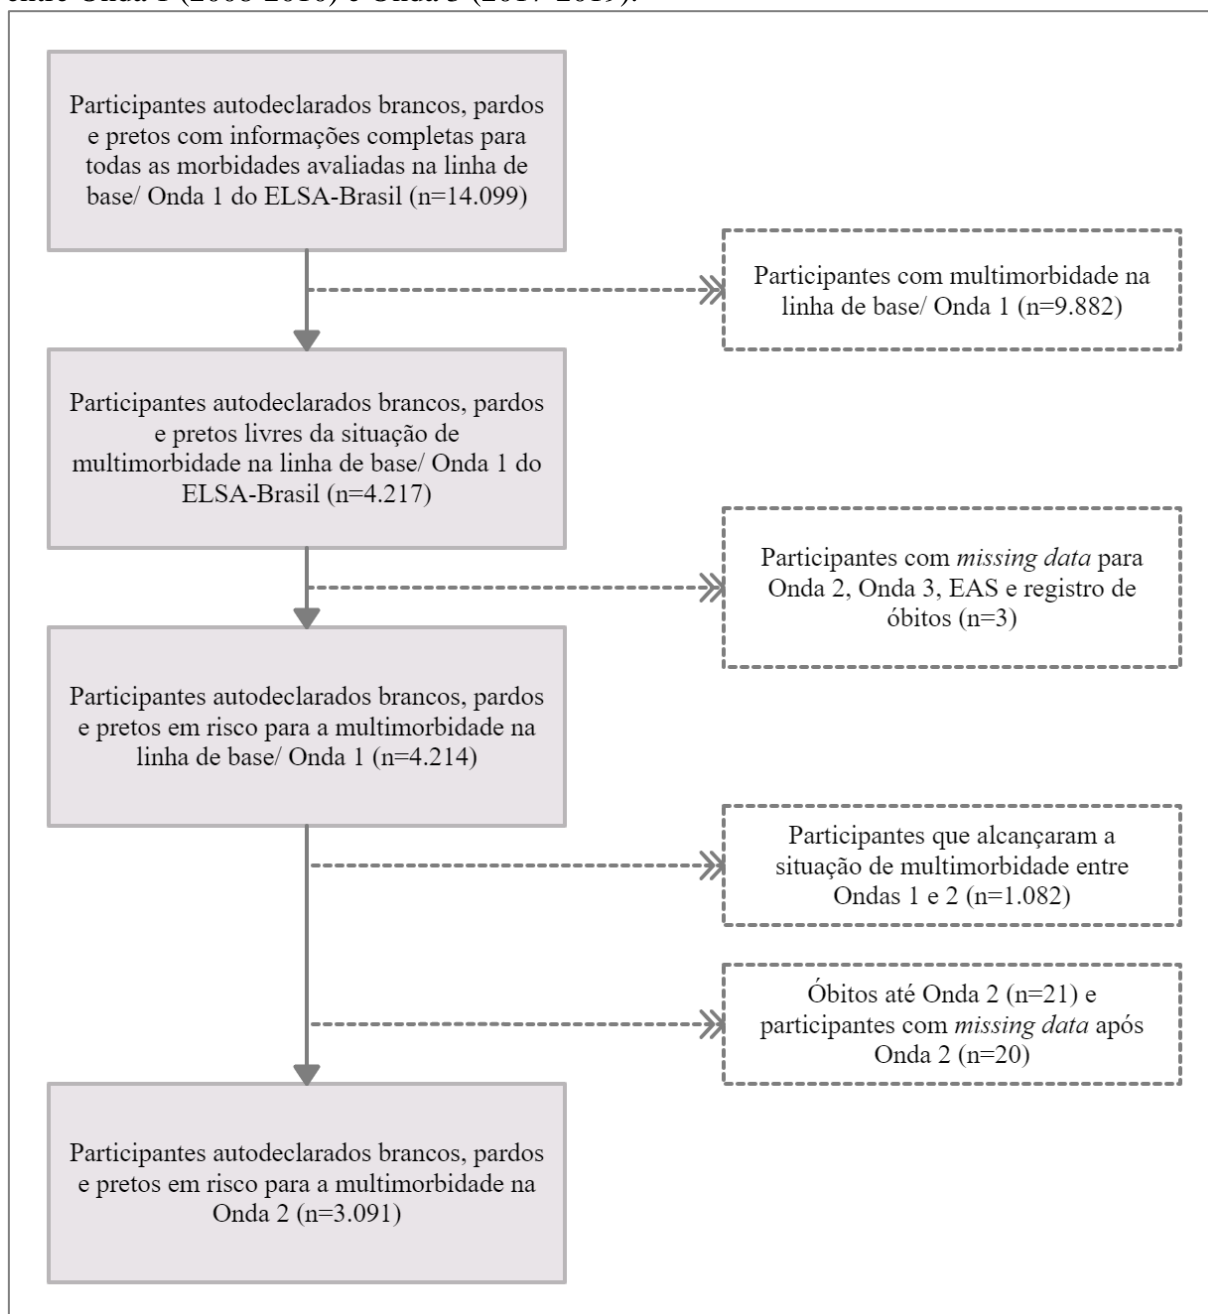 entre Onda 1 (2008-2010) e Onda 3 (2017-2019).
Participantes autodeclarados brancos, pardos
e pretos com informações completas para
todas as morbidades avaliadas na linha de
base/ Onda 1 do ELSA-Brasil (n=14.099)
Participantes com multimorbidade na
linha de base/ Onda 1 (n=9.882)
Participantes autodeclarados brancos, pardos
e pretos livres da situação de
multimorbidade na linha de base/ Onda 1 do
ELSA-Brasil (n=4.217)
Participantes com missing data para
Onda 2, Onda 3, EAS e registro de
óbitos (n=3)
Participantes autodeclarados brancos, pardos
e pretos em risco para a multimorbidade na
linha de base/ Onda 1 (n=4.214)
Participantes que alcançaram a
situação de multimorbidade entre
Ondas 1 e 2 (n=1.082)
Óbitos até Onda 2 (n=21) e
participantes com missing data após
Onda 2 (n=20)
Participantes autodeclarados brancos, pardos
e pretos em risco para a multimorbidade na
Onda 2 (n=3.091)